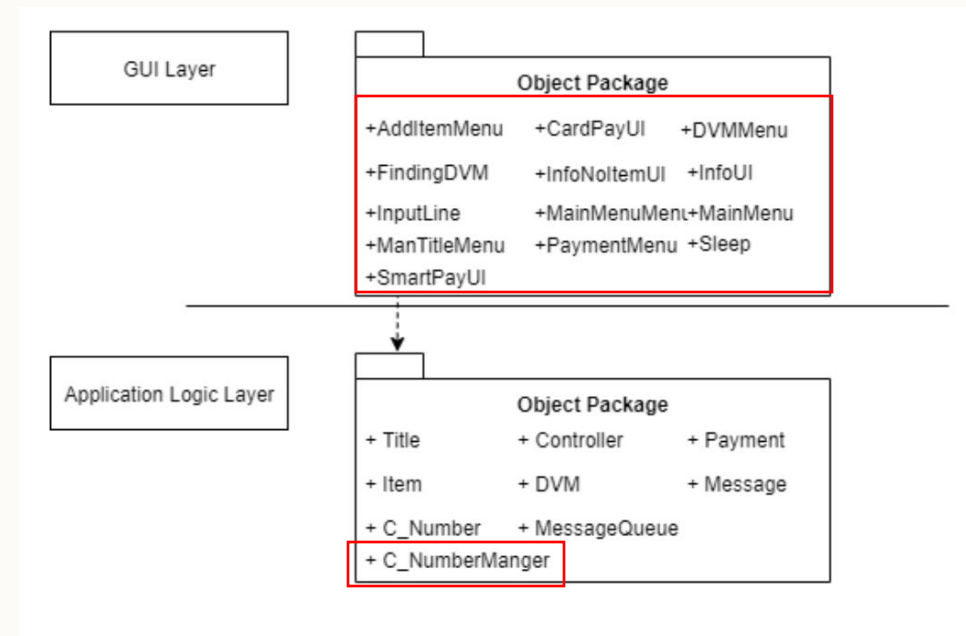 GUI Layer
Object Package
+AddItemMenu +CardPayUI +DVMMenu
+FindingDVM +InfoNoItemUI +InfoUI
+InputLine +MainMenuMenu +MainMenu
+ManTitleMenu +PaymentMenu +Sleep
+SmartPayUI
Application Logic Layer
Object Package
+ Title + Controller + Payment
+ Item + DVM + Message
+ C_Number + MessageQueue
+ C_NumberManger